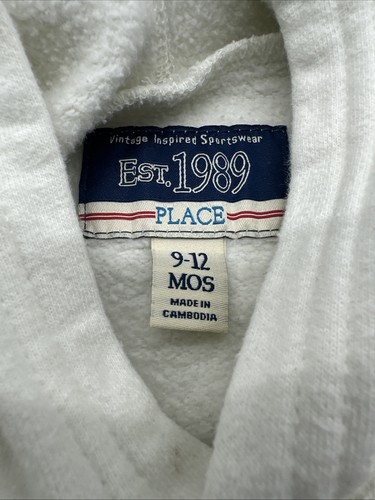 Vintage Inspired Sportswear
EST. 1989
PLACE
9-12
MOS
MADE IN
CAMBODIA